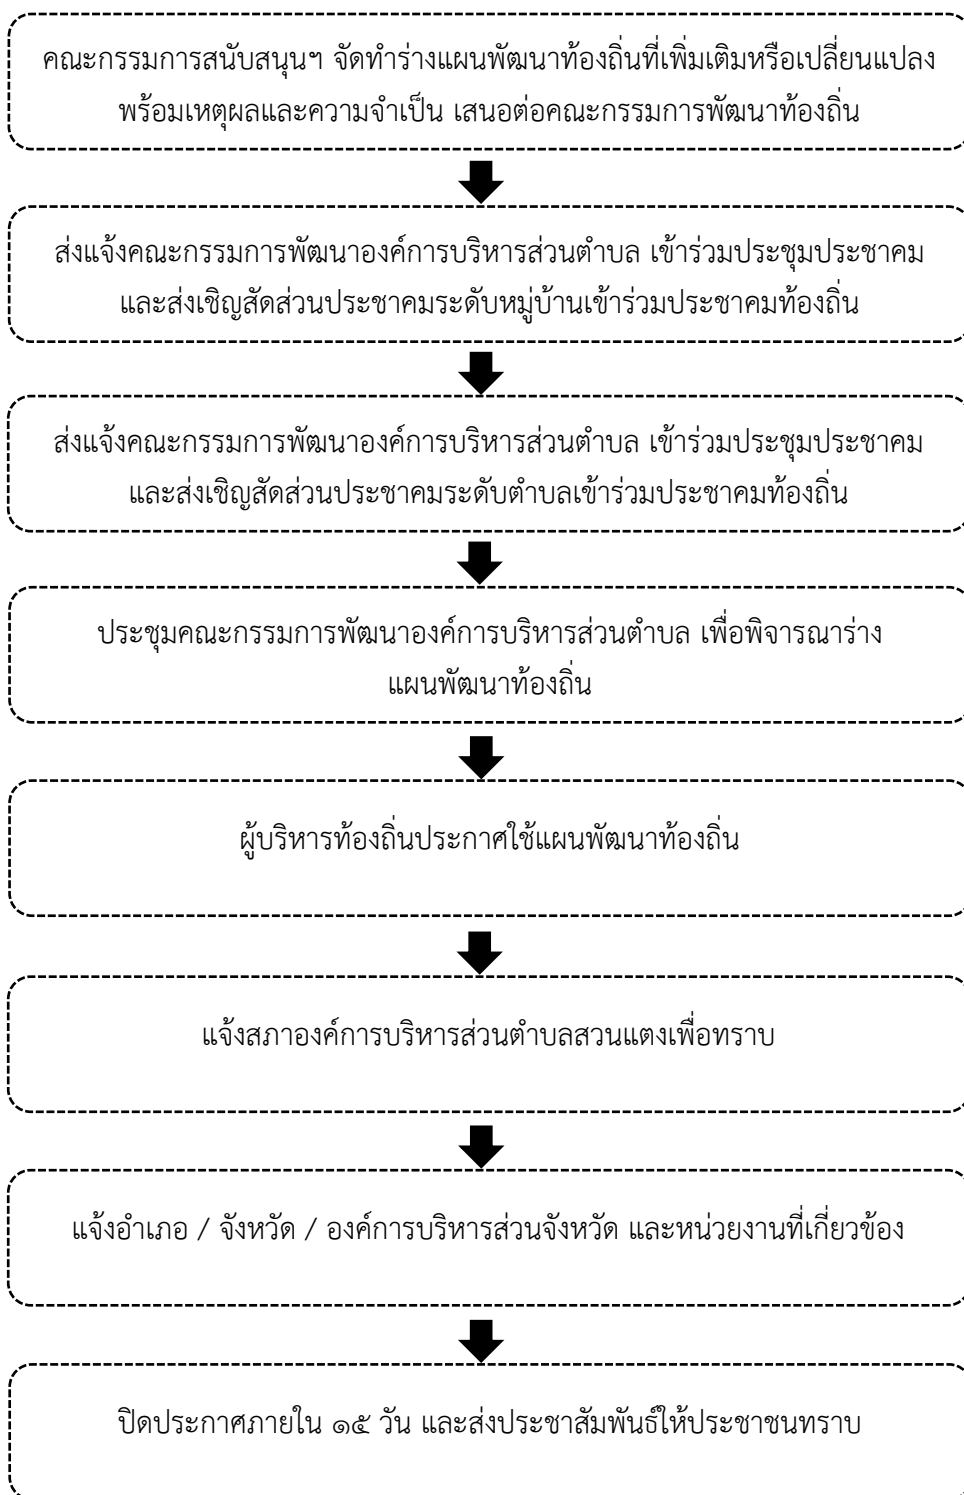 คณะกรรมการสนับสนุนฯ จัดทำร่างแผนพัฒนาท้องถิ่นที่เพิ่มเติมหรือเปลี่ยนแปลง
พร้อมเหตุผลและความจำเป็น เสนอต่อคณะกรรมการพัฒนาท้องถิ่น
ส่งแจ้งคณะกรรมการพัฒนาองค์การบริหารส่วนตำบล เข้าร่วมประชุมประชาคม
และส่งเชิญสัดส่วนประชาคมระดับหมู่บ้านเข้าร่วมประชาคมท้องถิ่น
ส่งแจ้งคณะกรรมการพัฒนาองค์การบริหารส่วนตำบล เข้าร่วมประชุมประชาคม
และส่งเชิญสัดส่วนประชาคมระดับตำบลเข้าร่วมประชาคมท้องถิ่น
ประชุมคณะกรรมการพัฒนาองค์การบริหารส่วนตำบล เพื่อพิจารณาร่าง
แผนพัฒนาท้องถิ่น
ผู้บริหารท้องถิ่นประกาศใช้แผนพัฒนาท้องถิ่น
แจ้งสภาองค์การบริหารส่วนตำบลสวนแตงเพื่อทราบ
แจ้งอำเภอ / จังหวัด / องค์การบริหารส่วนจังหวัด และหน่วยงานที่เกี่ยวข้อง
ปิดประกาศภายใน ๑๕ วัน และส่งประชาสัมพันธ์ให้ประชาชนทราบ